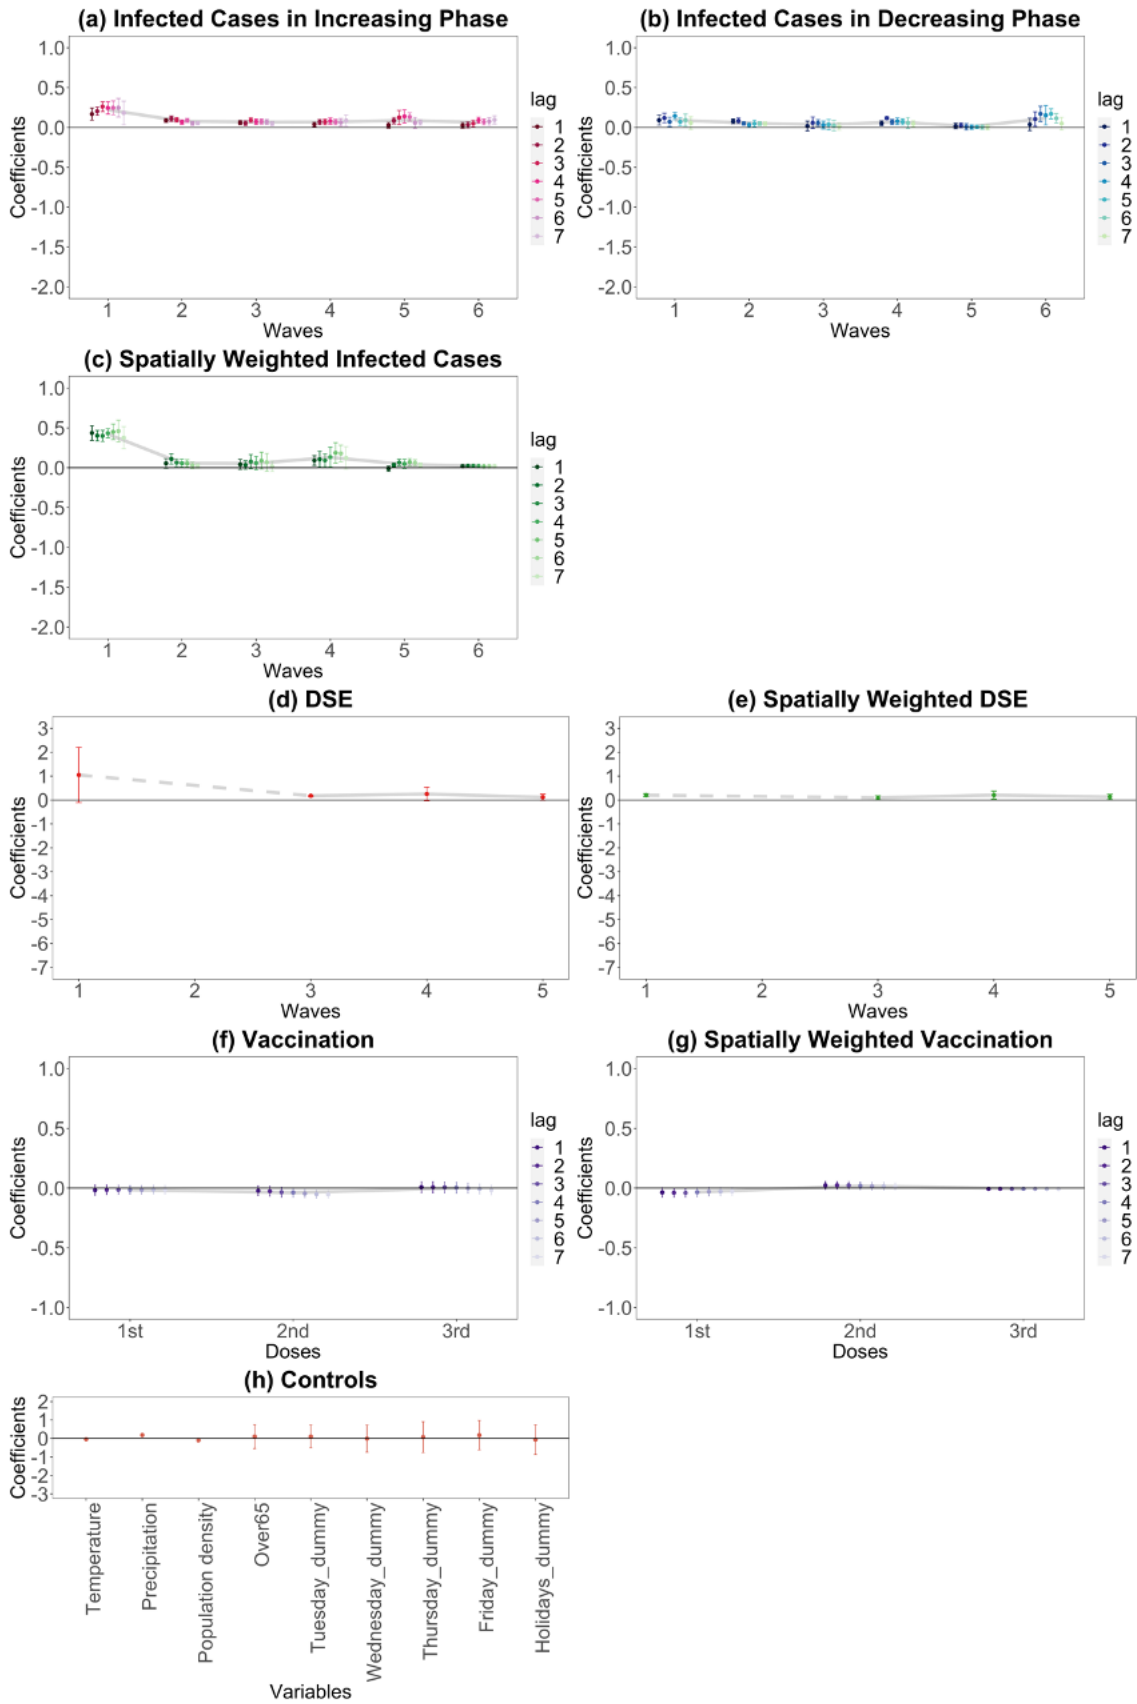 (a) Infected Cases in Increasing Phase
1.0
0.5
0.0
-0.5
-1.0
-1.5
-2.0
Coefficients
1 2 3 4 5 6
Waves
lag
1
2
3
4
5
6
7
(b) Infected Cases in Decreasing Phase
1.0
0.5
0.0
-0.5
-1.0
-1.5
-2.0
Coefficients
1 2 3 4 5 6
Waves
lag
1
2
3
4
5
6
7
(c) Spatially Weighted Infected Cases
1.0
0.5
0.0
-0.5
-1.0
-1.5
-2.0
Coefficients
1 2 3 4 5 6
Waves
lag
1
2
3
4
5
6
7
(d) DSE
3
2
1
0
-1
-2
-3
-4
-5
-6
-7
Coefficients
1 2 3 4 5
Waves
(e) Spatially Weighted DSE
3
2
1
0
-1
-2
-3
-4
-5
-6
-7
Coefficients
1 2 3 4 5
Waves
(f) Vaccination
1.0
0.5
0.0
-0.5
-1.0
Coefficients
1st 2nd 3rd
Doses
lag
1
2
3
4
5
6
7
(g) Spatially Weighted Vaccination
1.0
0.5
0.0
-0.5
-1.0
Coefficients
1st 2nd 3rd
Doses
lag
1
2
3
4
5
6
7
(h) Controls
2
1
0
-1
-2
-3
Coefficients
Temperature
Precipitation
Population density
Over65
Tuesday_dummy
Wednesday_dummy
Thursday_dummy
Friday_dummy
Holidays_dummy
Variables